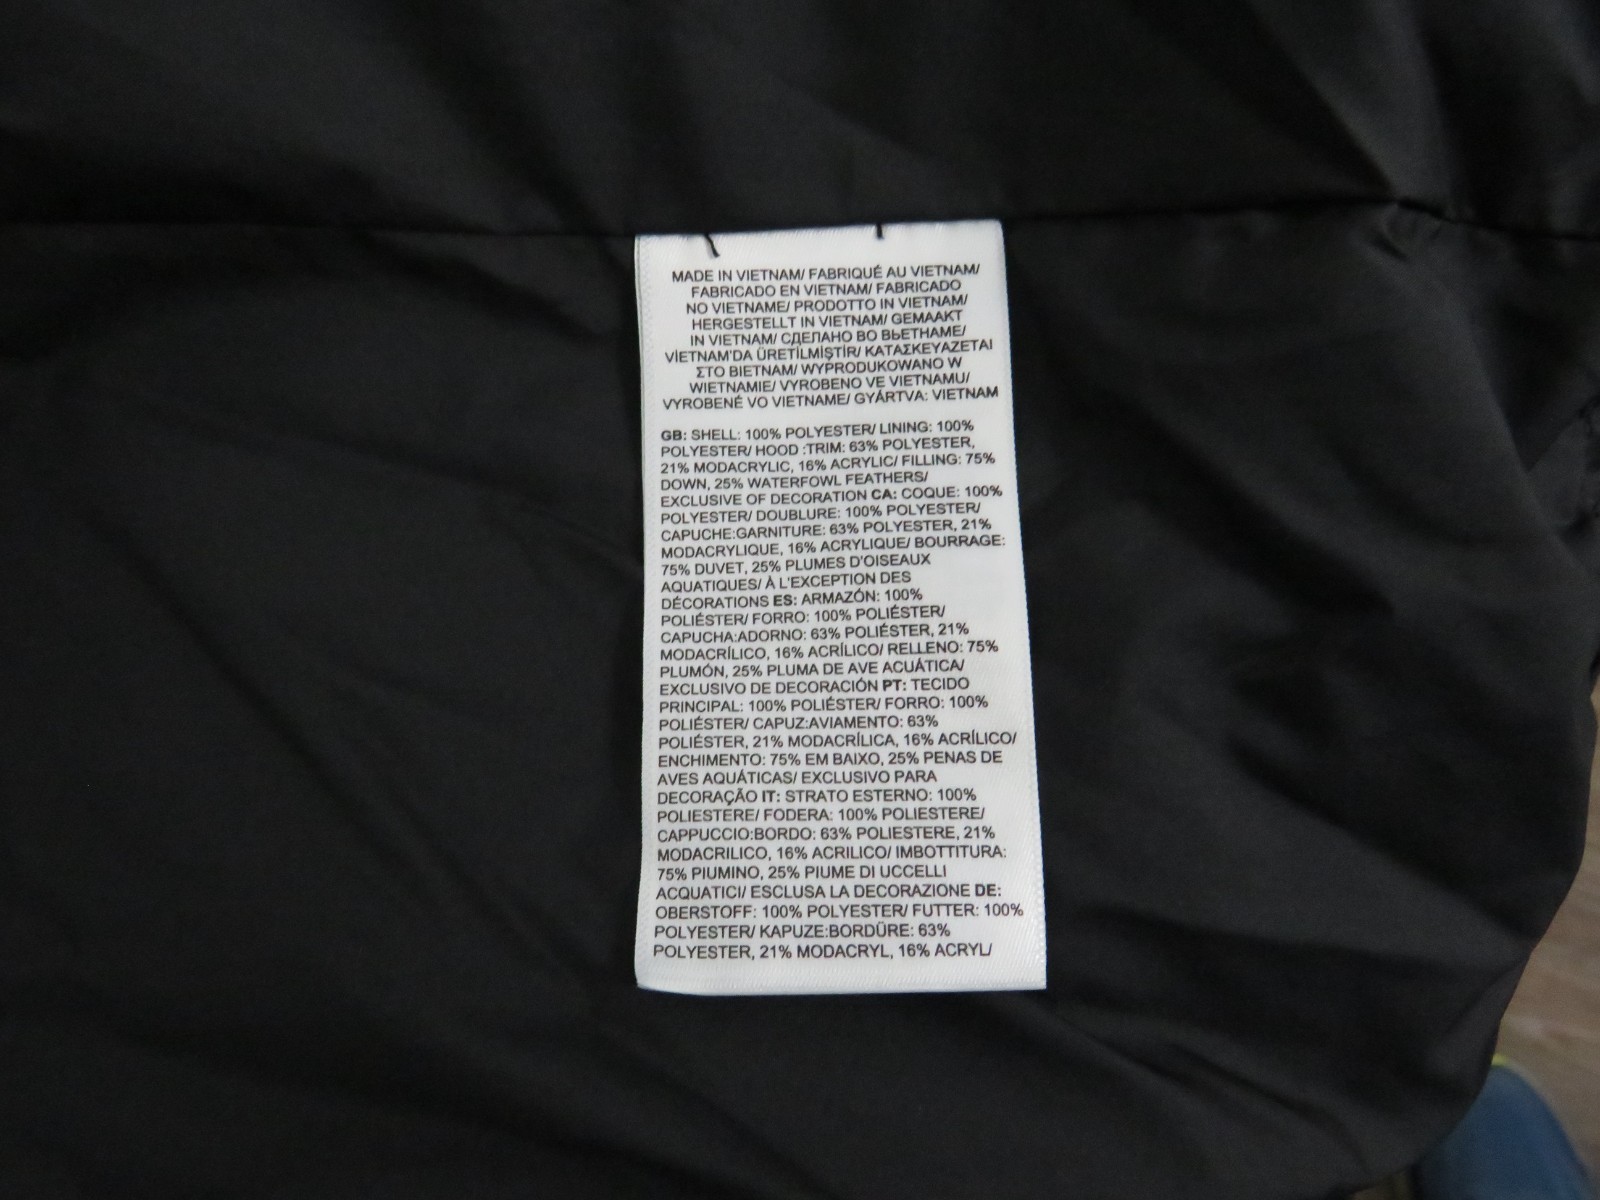 MADE IN VIETNAM/ FABRIQUÉ AU VIETNAM/
FABRICADO EN VIETNAM/ FABRICADO
NO VIETNAME/ PRODOTTO IN VIETNAM/
HERGESTELLT IN VIETNAM/ GEMAAKT
IN VIETNAM/ СДЕЛАНО ВО ВЬЕТНАМЕ/
VİETNAM'DA ÜRETİLMİŞTİR/ ΚΑΤΑΣΚΕΥΑΖΕΤΑΙ
ΣΤΟ ΒΙΕΤΝΑΜ/ WYPRODUKOWANO W
WIETNAMIE/ VYROBENO VE VIETNAMU/
VYROBENÉ VO VIETNAME/ GYÁRTVA: VIETNAM
GB: SHELL: 100% POLYESTER/ LINING: 100%
POLYESTER/ HOOD :TRIM: 63% POLYESTER,
21% MODACRYLIC, 16% ACRYLIC/ FILLING: 75%
DOWN, 25% WATERFOWL FEATHERS/
EXCLUSIVE OF DECORATION CA: COQUE: 100%
POLYESTER/ DOUBLURE: 100% POLYESTER/
CAPUCHE:GARNITURE: 63% POLYESTER, 21%
MODACRYLIQUE, 16% ACRYLIQUE/ BOURRAGE:
75% DUVET, 25% PLUMES D'OISEAUX
AQUATIQUES/ À L'EXCEPTION DES
DÉCORATIONS ES: ARMAZÓN: 100%
POLIÉSTER/ FORRO: 100% POLIÉSTER/
CAPUCHA:ADORNO: 63% POLIÉSTER, 21%
MODACRÍLICO, 16% ACRÍLICO/ RELLENO: 75%
PLUMÓN, 25% PLUMA DE AVE ACUÁTICA/
EXCLUSIVO DE DECORACIÓN PT: TECIDO
PRINCIPAL: 100% POLIÉSTER/ FORRO: 100%
POLIÉSTER/ CAPUZ:AVIAMENTO: 63%
POLIÉSTER, 21% MODACRÍLICA, 16% ACRÍLICO/
ENCHIMENTO: 75% EM BAIXO, 25% PENAS DE
AVES AQUÁTICAS/ EXCLUSIVO PARA
DECORAÇÃO IT: STRATO ESTERNO: 100%
POLIESTERE/ FODERA: 100% POLIESTERE/
CAPPUCCIO:BORDO: 63% POLIESTERE, 21%
MODACRILICO, 16% ACRILICO/ IMBOTTITURA:
75% PIUMINO, 25% PIUME DI UCCELLI
ACQUATICI/ ESCLUSA LA DECORAZIONE DE:
OBERSTOFF: 100% POLYESTER/ FUTTER: 100%
POLYESTER/ KAPUZE:BORDÜRE: 63%
POLYESTER, 21% MODACRYL, 16% ACRYL/